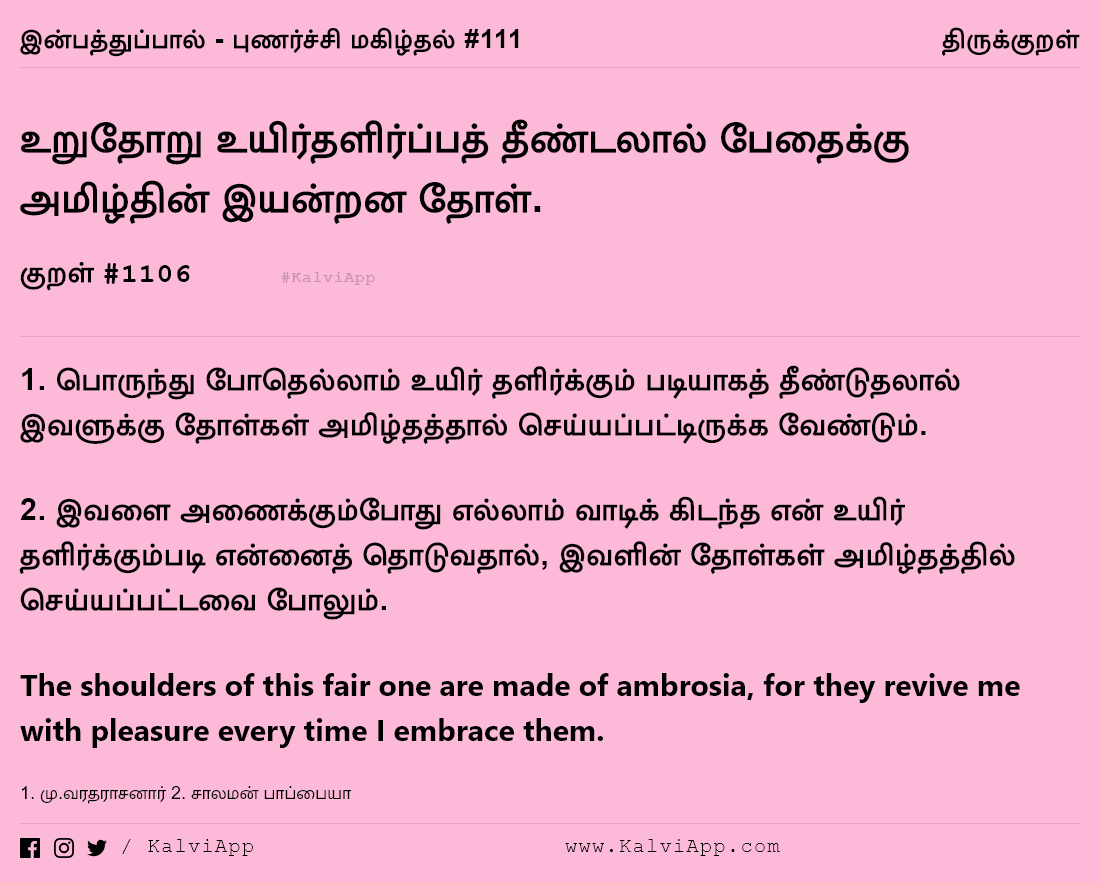 இன்பத்துப்பால் - புணர்ச்சி மகிழ்தல் #111
திருக்குறள்
உறுதோறு உயிர்தளிர்ப்பத் தீண்டலால் பேதைக்கு
அமிழ்தின் இயன்றன தோள்.
குறள் #1106
#KalviApp
1. பொருந்து போதெல்லாம் உயிர் தளிர்க்கும் படியாகத் தீண்டுதலால்
இவளுக்கு தோள்கள் அமிழ்தத்தால் செய்யப்பட்டிருக்க வேண்டும்.
2. இவளை அணைக்கும்போது எல்லாம் வாடிக் கிடந்த என் உயிர்
தளிர்க்கும்படி என்னைத் தொடுவதால், இவளின் தோள்கள் அமிழ்தத்தில்
செய்யப்பட்டவை போலும்.
The shoulders of this fair one are made of ambrosia, for they revive me
with pleasure every time I embrace them.
1. மு.வரதராசனார் 2. சாலமன் பாப்பையா
/ KalviApp
www.KalviApp.com